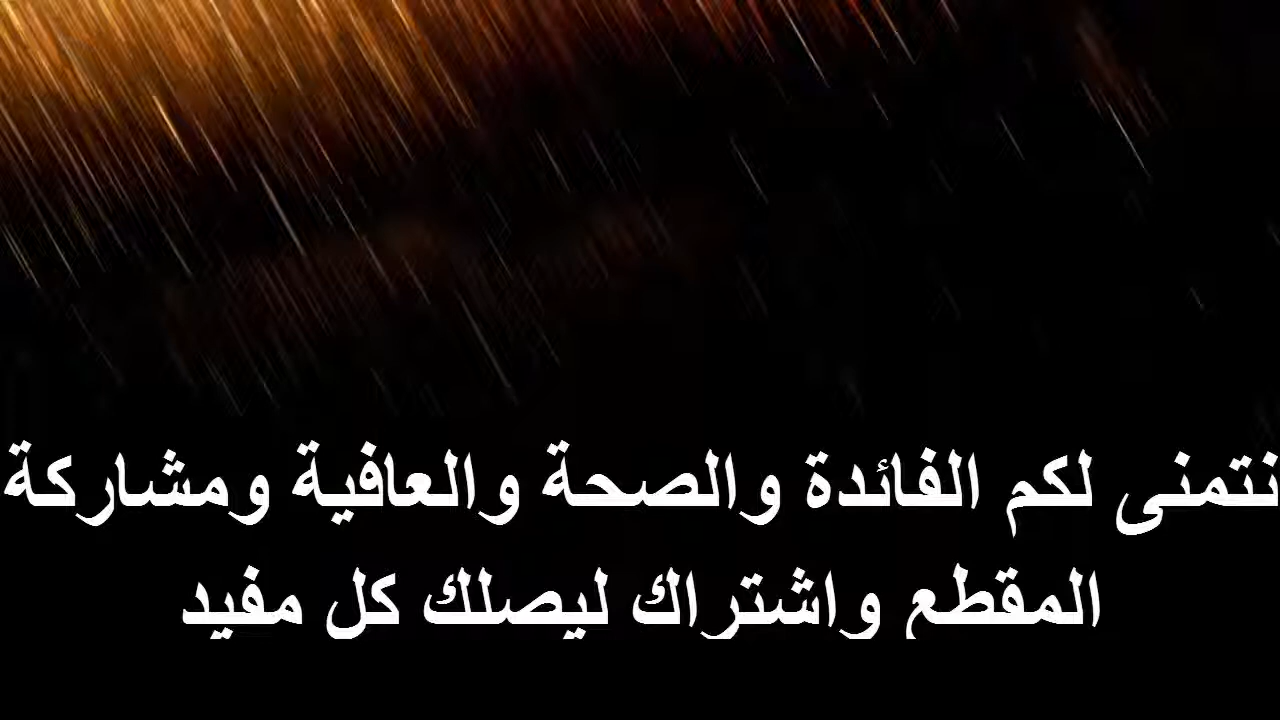 نتمنى لكم الفائدة والصحة والعافية ومشاركة
المقطع واشتراك ليصلك كل مفيد